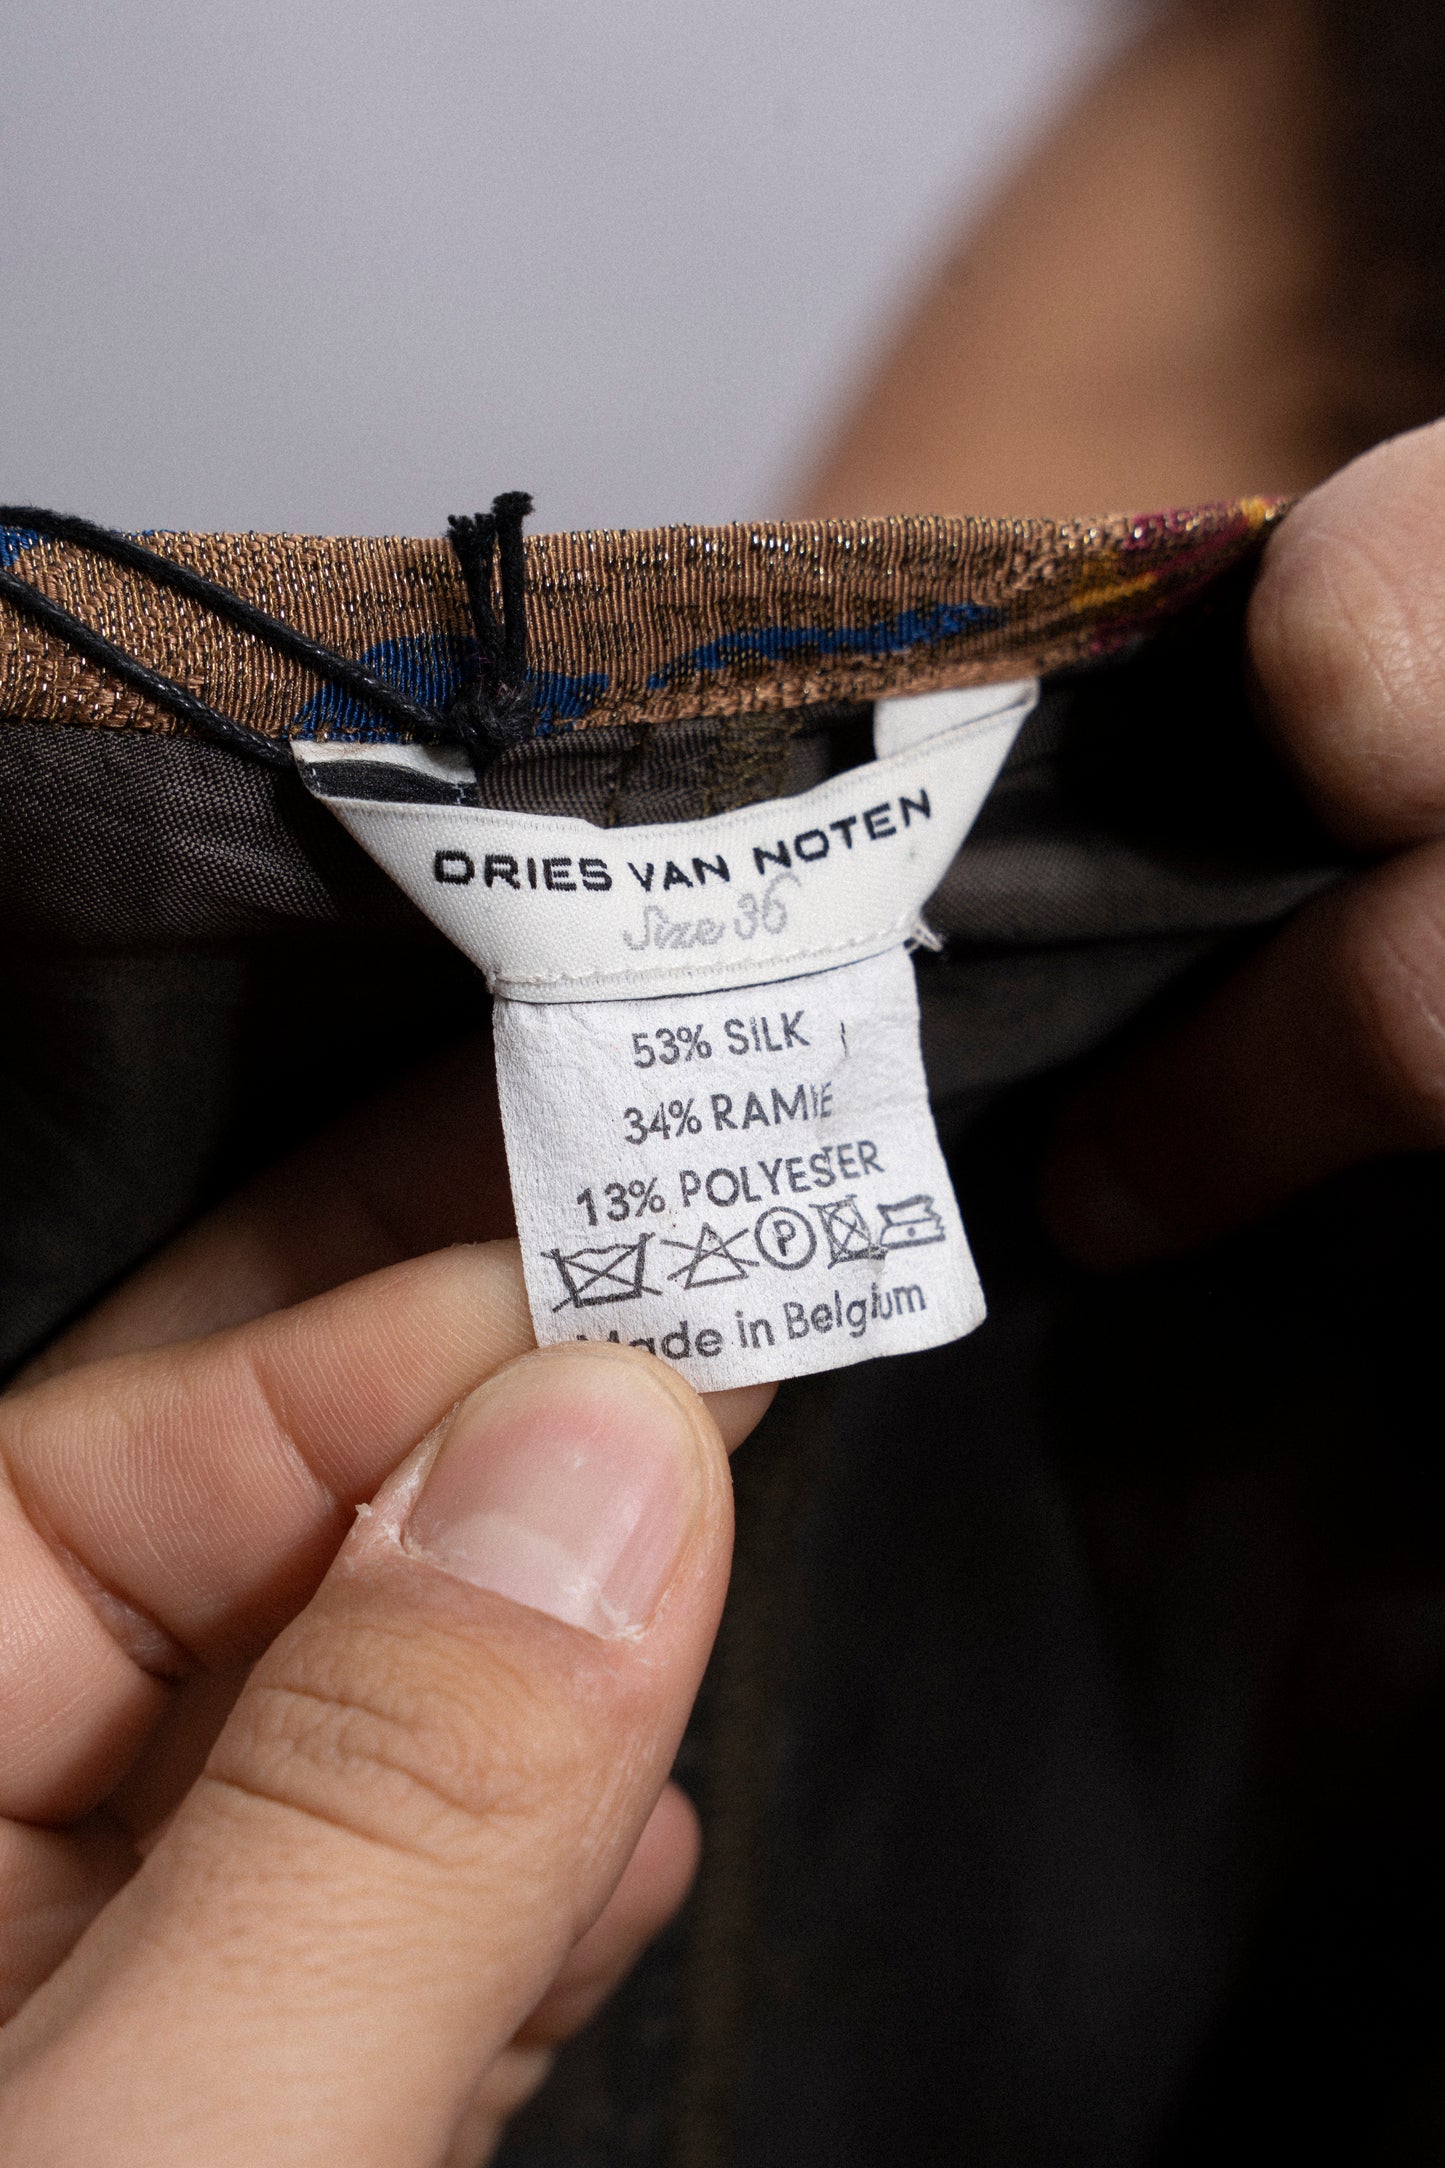 DRIES VAN NOTEN
Size 36
53% SILK
34% RAMIE
13% POLYESTER
P
Made in Belgium